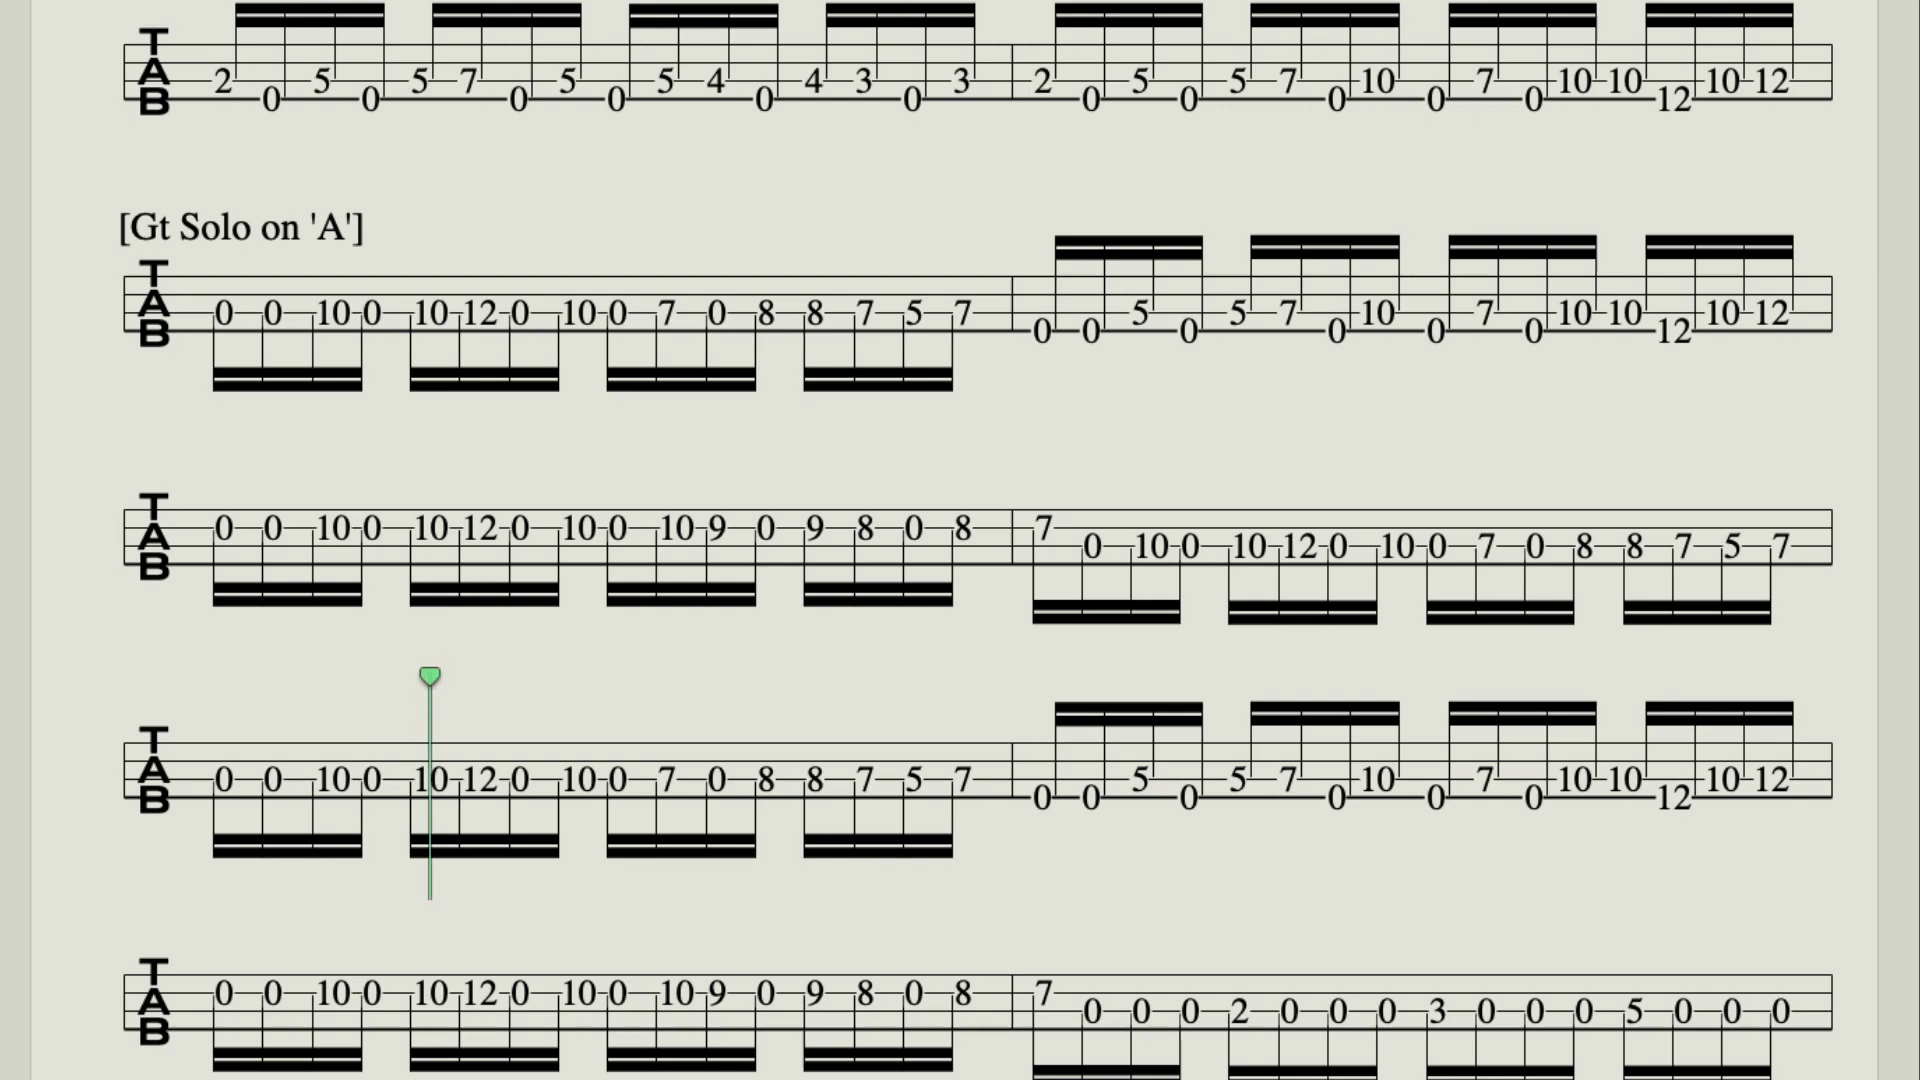 TAB 2 0 5 0 5 7 0 5 0 5 4 0 4 3 0 3 2 0 5 0 5 7 0 10 0 7 0 10 10 12 10 12
[Gt Solo on 'A']
TAB 0 0 10 0 10 12 0 10 0 7 0 8 8 7 5 7 0 0 5 0 5 7 0 10 0 7 0 10 10 12 10 12
TAB 0 0 10 0 10 12 0 10 0 10 9 0 9 8 0 8 7 0 10 0 10 12 0 10 0 7 0 8 8 7 5 7
TAB 0 0 10 0 10 12 0 10 0 7 0 8 8 7 5 7 0 0 5 0 5 7 0 10 0 7 0 10 10 12 10 12
TAB 0 0 10 0 10 12 0 10 0 10 9 0 9 8 0 8 7 0 0 0 2 0 0 0 3 0 0 0 5 0 0 0